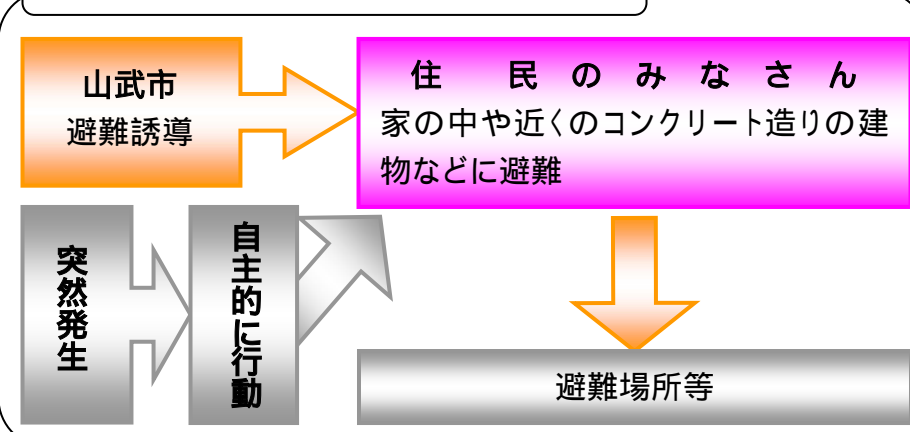 山武市
避難誘導
住民のみなさん
家の中や近くのコンクリート造りの建
物などに避難
突然発生
自主的に行動
避難場所等